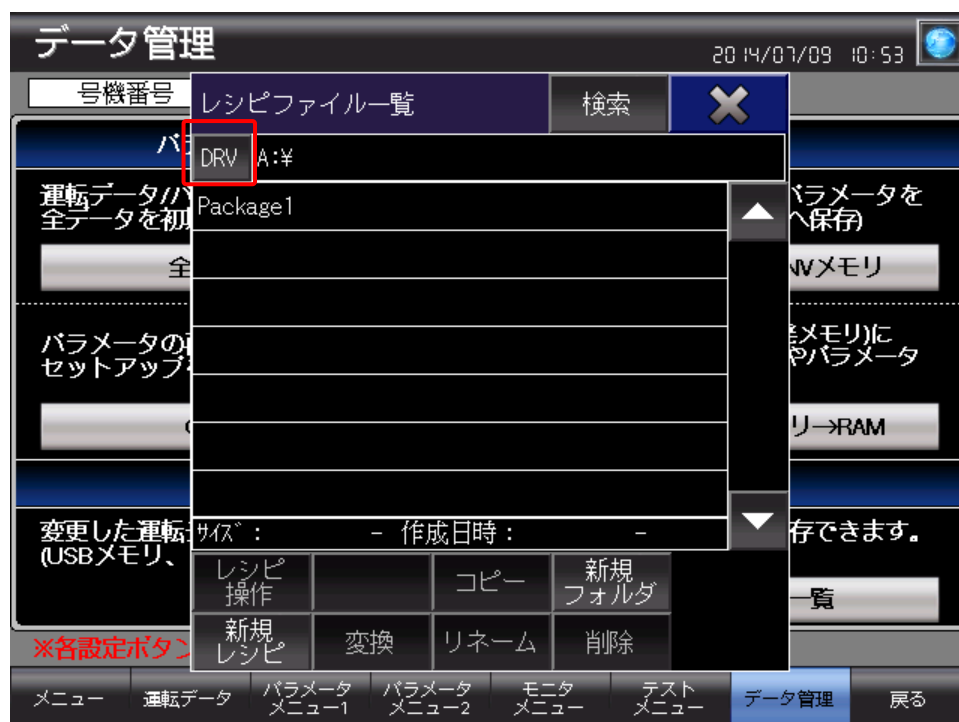 データ管理
2014/07/09 10:53
号機番号
レシピファイル一覧
検索
DRV
A:¥
Package1
運転データ/
パラメータを
全データを初
へ保存)
全
NVメモリ
パラメータの
メモリ)に
セットアップ
やパラメータ
リ→RAM
変更した運転
存できます。
サイズ:
- 作成日時:
-
(USBメモリ、
レシピ
操作
コピー
新規
フォルダ
一覧
新規
レシピ
変換
リネーム
削除
※各設定ボタン
メニュー
運転データ
パラメータ
メニュー1
パラメータ
メニュー2
モニタ
メニュー
テスト
メニュー
データ管理
戻る